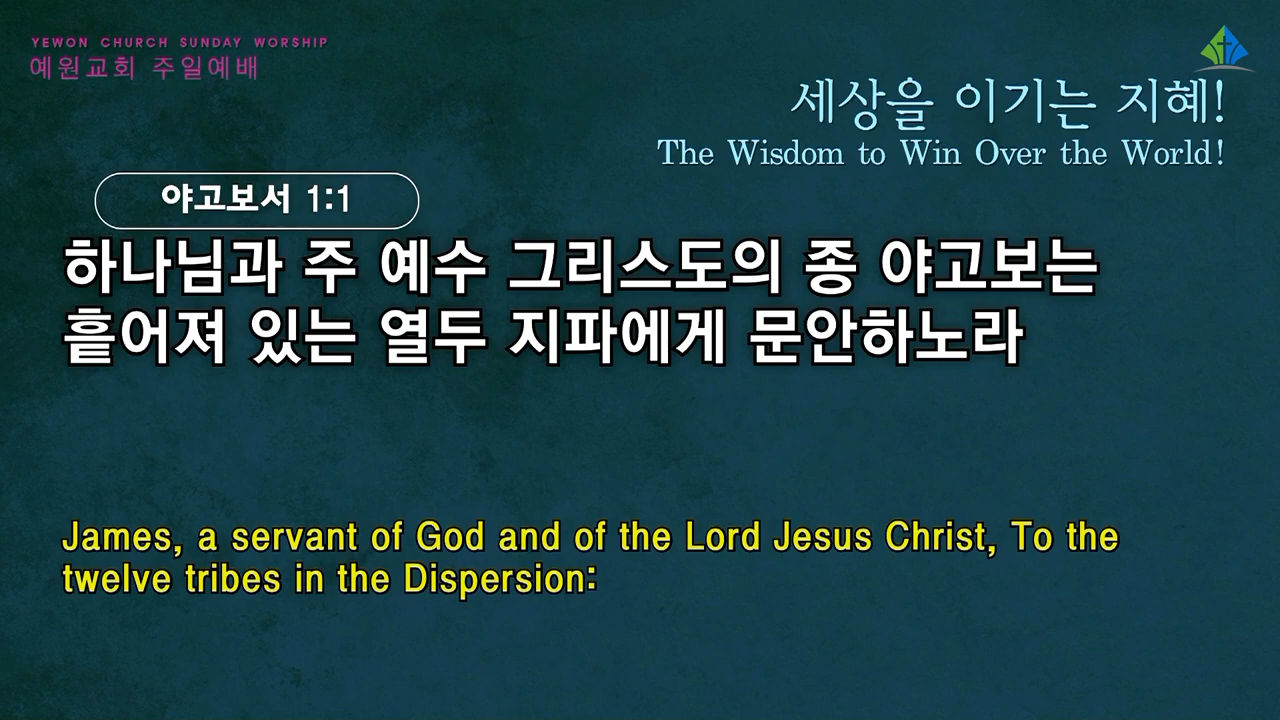 YEWON CHURCH SUNDAY WORSHIP
예원교회 주일예배
세상을 이기는 지혜!
The Wisdom to Win Over the World!
야고보서 1:1
하나님과 주 예수 그리스도의 종 야고보는
흩어져 있는 열두 지파에게 문안하노라
James, a servant of God and of the Lord Jesus Christ, To the
twelve tribes in the Dispersion: